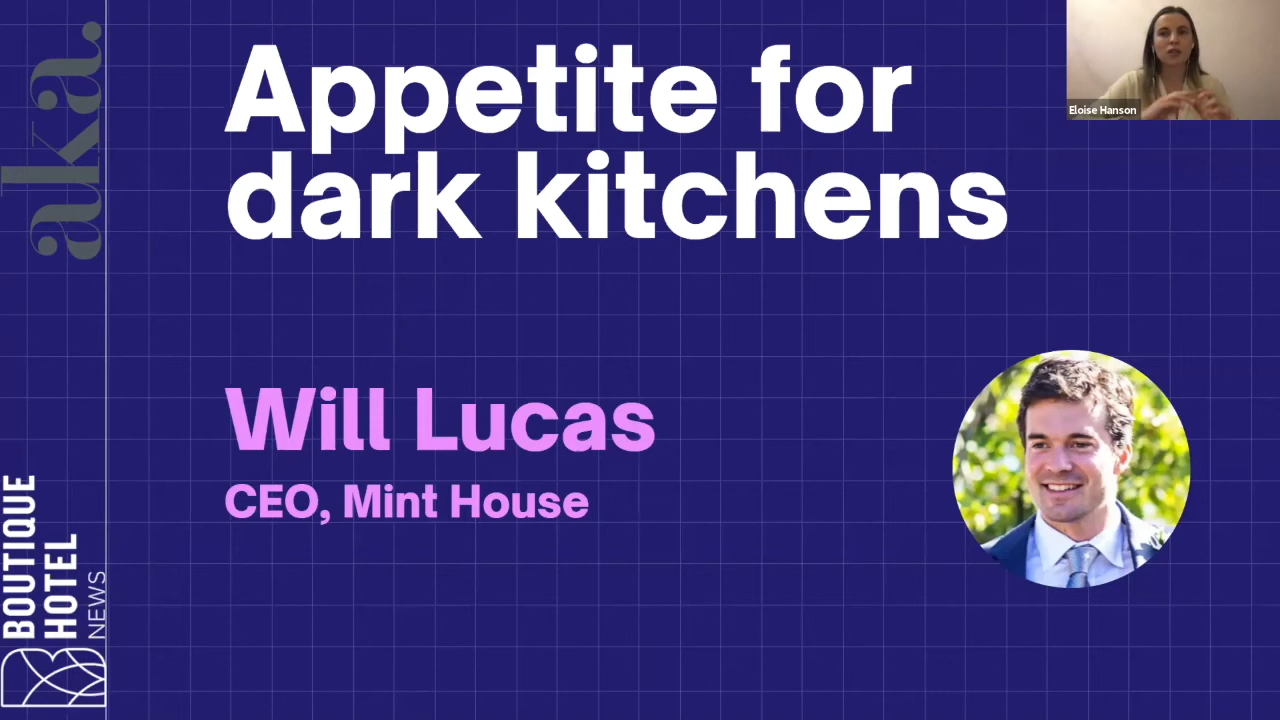 Appetite for
dark kitchens
Eloise Hanson
Will Lucas
CEO, Mint House
aka.
BOUTIQUE
HOTEL
NEWS